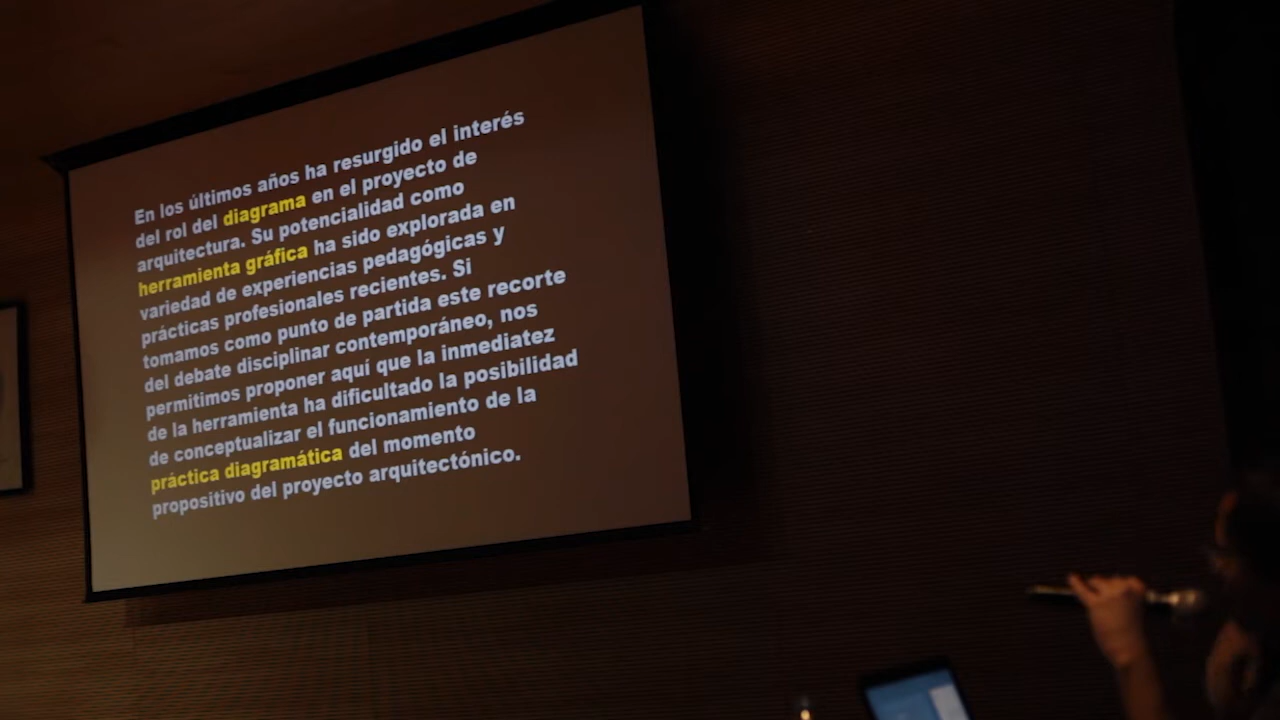 En los últimos años ha resurgido el interés
del rol del diagrama en el proyecto de
arquitectura. Su potencialidad como
herramienta gráfica ha sido explorada en
variedad de experiencias pedagógicas y
prácticas profesionales recientes. Si
tomamos como punto de partida este recorte
del debate disciplinar contemporáneo, nos
permitimos proponer aquí que la inmediatez
de la herramienta ha dificultado la posibilidad
de conceptualizar el funcionamiento de la
práctica diagramática del momento
propositivo del proyecto arquitectónico.